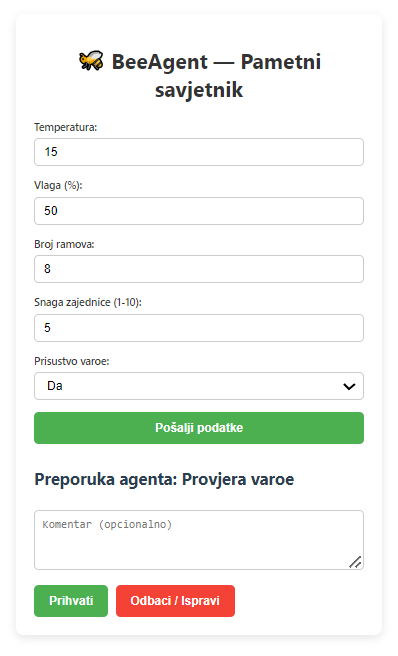 🐝 BeeAgent — Pametni
savjetnik
Temperatura:
15
Vlaga (%):
50
Broj ramova:
8
Snaga zajednice (1-10):
5
Prisustvo varoe:
Da
Pošalji podatke
Preporuka agenta: Provjera varoe
Komentar (opcionalno)
Prihvati
Odbaci / Ispravi